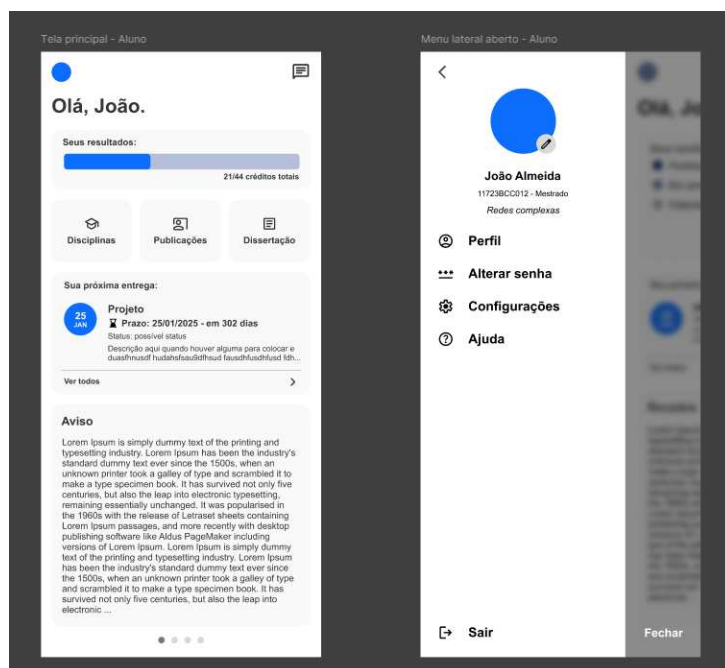 Tela principal - Aluno
Olá, João.
Seus resultados:
21/44 créditos totais
Disciplinas
Publicações
Dissertação
Sua próxima entrega:
25
JAN
Projeto
Prazo: 25/01/2025 - em 302 dias
Status: possível status
Descrição aqui quando houver alguma para colocar e
duasfhnusdf hudahsfsau9dfhsud fausdhfusdhfusd fdh...
Ver todos
Aviso
Lorem Ipsum is simply dummy text of the printing and
typesetting industry. Lorem Ipsum has been the industry's
standard dummy text ever since the 1500s, when an
unknown printer took a galley of type and scrambled it to
make a type specimen book. It has survived not only five
centuries, but also the leap into electronic typesetting,
remaining essentially unchanged. It was popularised in
the 1960s with the release of Letraset sheets containing
Lorem Ipsum passages, and more recently with desktop
publishing software like Aldus PageMaker including
versions of Lorem Ipsum. Lorem Ipsum is simply dummy
text of the printing and typesetting industry. Lorem Ipsum
has been the industry's standard dummy text ever since
the 1500s, when an unknown printer took a galley of type
and scrambled it to make a type specimen book. It has
survived not only five centuries, but also the leap into
electronic ...
Menu lateral aberto - Aluno
João Almeida
11723BCC012 - Mestrado
Redes complexas
Perfil
Alterar senha
Configurações
Ajuda
Sair
Olá, Jo
Fechar